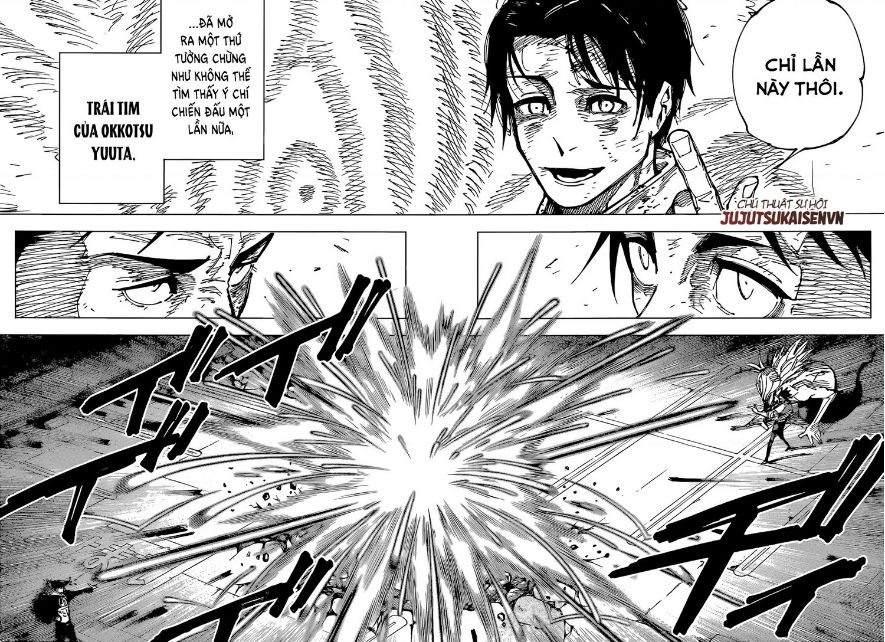 CHỈ LẦN
NÀY THÔI.
...ĐÃ MỞ
RA MỘT THỨ
TƯỞNG CHỪNG
NHƯ KHÔNG THỂ
TÌM THẤY Ý CHÍ
CHIẾN ĐẤU MỘT
LẦN NỮA,
TRÁI TIM
CỦA OKKOTSU
YUUTA.
CHÚ THUẬT SƯ HỒI
JUJUTSUKAISENVN